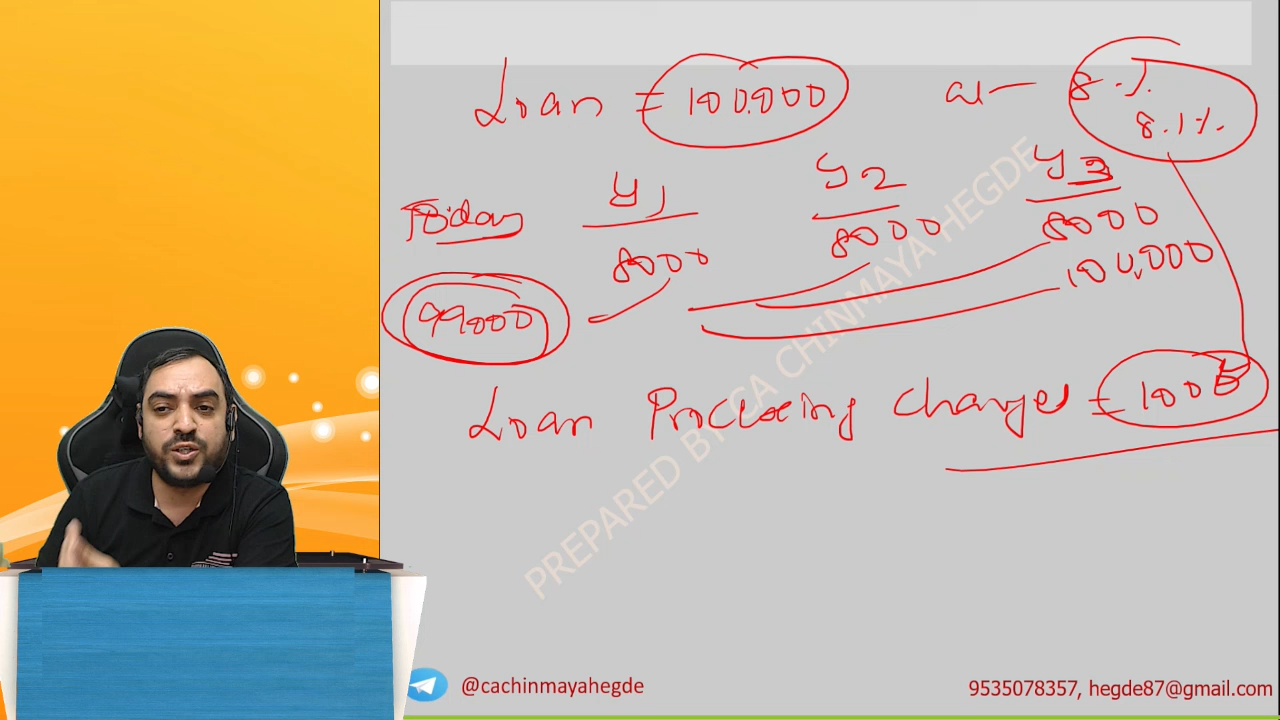 Loan = 100,000 at - 8%
8.1%
Today Y1 Y2 Y3
8000 8000 8000
100,000
99000
Loan Processing Charges = 1000
PREPARED BY CA CHINMAYA HEGDE
@cachinmayahegde
9535078357, hegde87@gmail.com